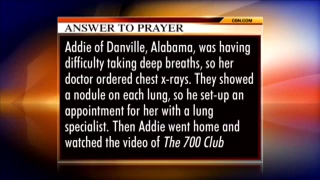 CBN.COM
ANSWER TO PRAYER
Addie of Danville, Alabama, was having
difficulty taking deep breaths, so her
doctor ordered chest x-rays. They showed
a nodule on each lung, so he set-up an
appointment for her with a lung
specialist. Then Addie went home and
watched the video of The 700 Club